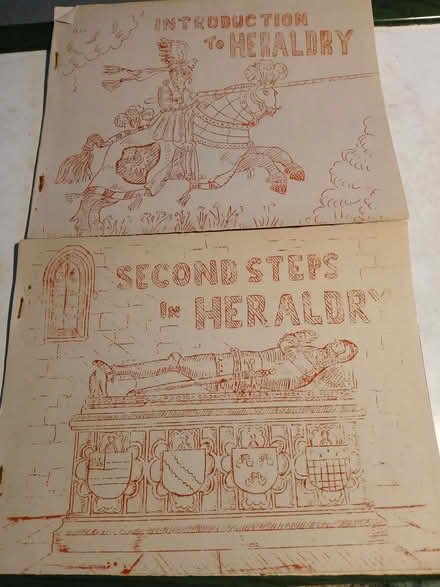 INTRODUCTION
TO HERALDRY
SECOND STEPS
IN HERALDRY